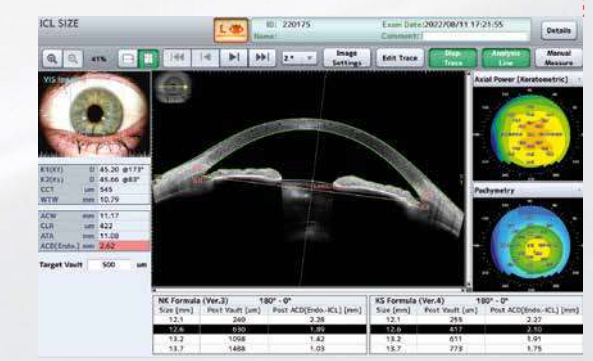 ICL SIZE
L
ID: 220175
Exam Date:2022/08/11 17:21:55
Name:
Comment:
Details
41%
Image Settings
Edit Trace
Disp. Trace
Analysis Line
Manual Measure
VIS Image
Axial Power [Keratometric]
K1(K1) D 45.20 @173°
K2(K2) D 45.66 @83°
CCT um 545
WTW mm 10.79
ACW mm 11.17
CLR um 422
ATA mm 11.08
ACD[Endo.] mm 2.62
Target Vault 500 um
Pachymetry
NK Formula (Ver.3) 180° - 0°
Size [mm] Post Vault [um] Post ACD[Endo.-ICL] [mm]
12.1 240 2.28
12.6 630 1.89
13.2 1098 1.42
13.7 1488 1.03
KS Formula (Ver.4) 180° - 0°
Size [mm] Post Vault [um] Post ACD[Endo.-ICL] [mm]
12.1 255 2.27
12.6 417 2.10
13.2 611 1.91
13.7 773 1.75